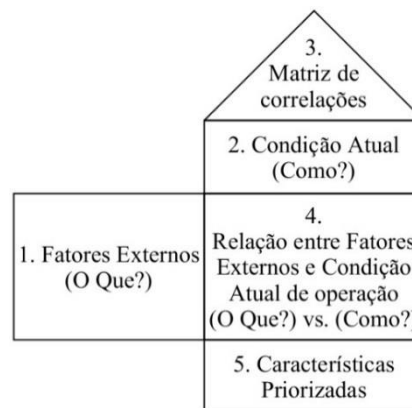 3.
Matriz de
correlações
2. Condição Atual
(Como?)
1. Fatores Externos
(O Que?)
4.
Relação entre Fatores
Externos e Condição
Atual de operação
(O Que?) vs. (Como?)
5. Características
Priorizadas